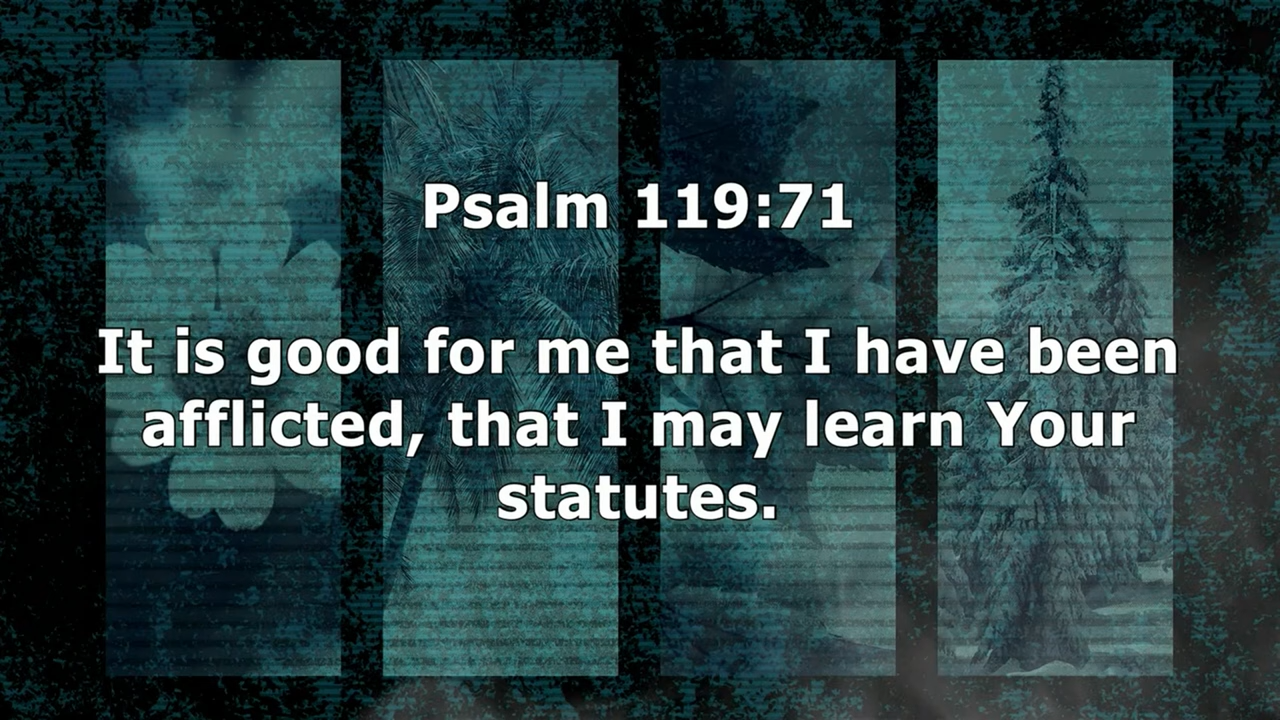 Psalm 119:71
It is good for me that I have been
afflicted, that I may learn Your
statutes.